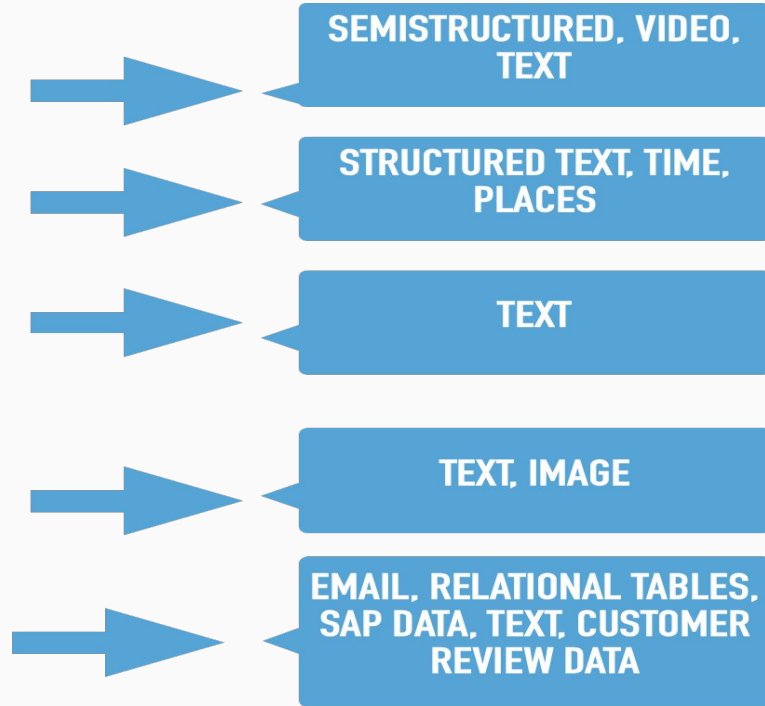 SEMISTRUCTURED, VIDEO,
TEXT
STRUCTURED TEXT, TIME,
PLACES
TEXT
TEXT, IMAGE
EMAIL, RELATIONAL TABLES,
SAP DATA, TEXT, CUSTOMER
REVIEW DATA